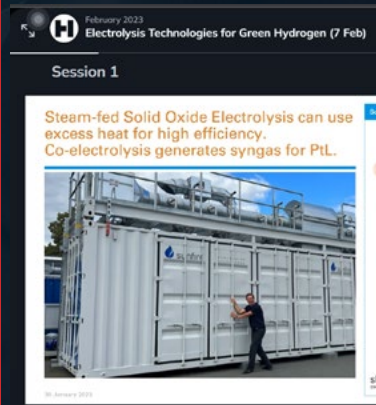 February 2023
Electrolysis Technologies for Green Hydrogen (7 Feb)
Session 1
Steam-fed Solid Oxide Electrolysis can use
excess heat for high efficiency.
Co-electrolysis generates syngas for PtL.
sunfire